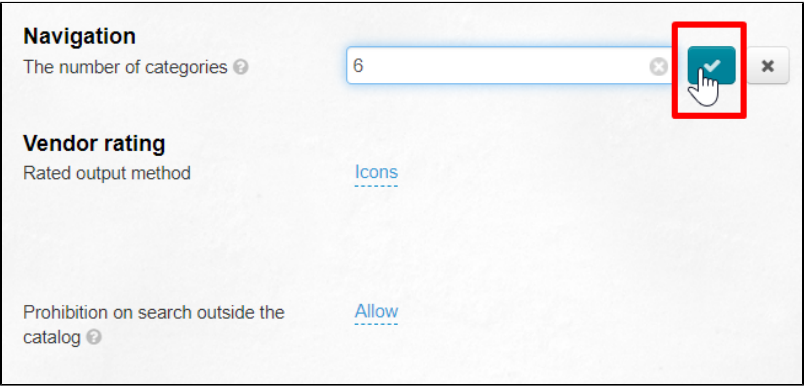 Navigation
The number of categories
6
Vendor rating
Rated output method
Icons
Prohibition on search outside the
catalog
Allow